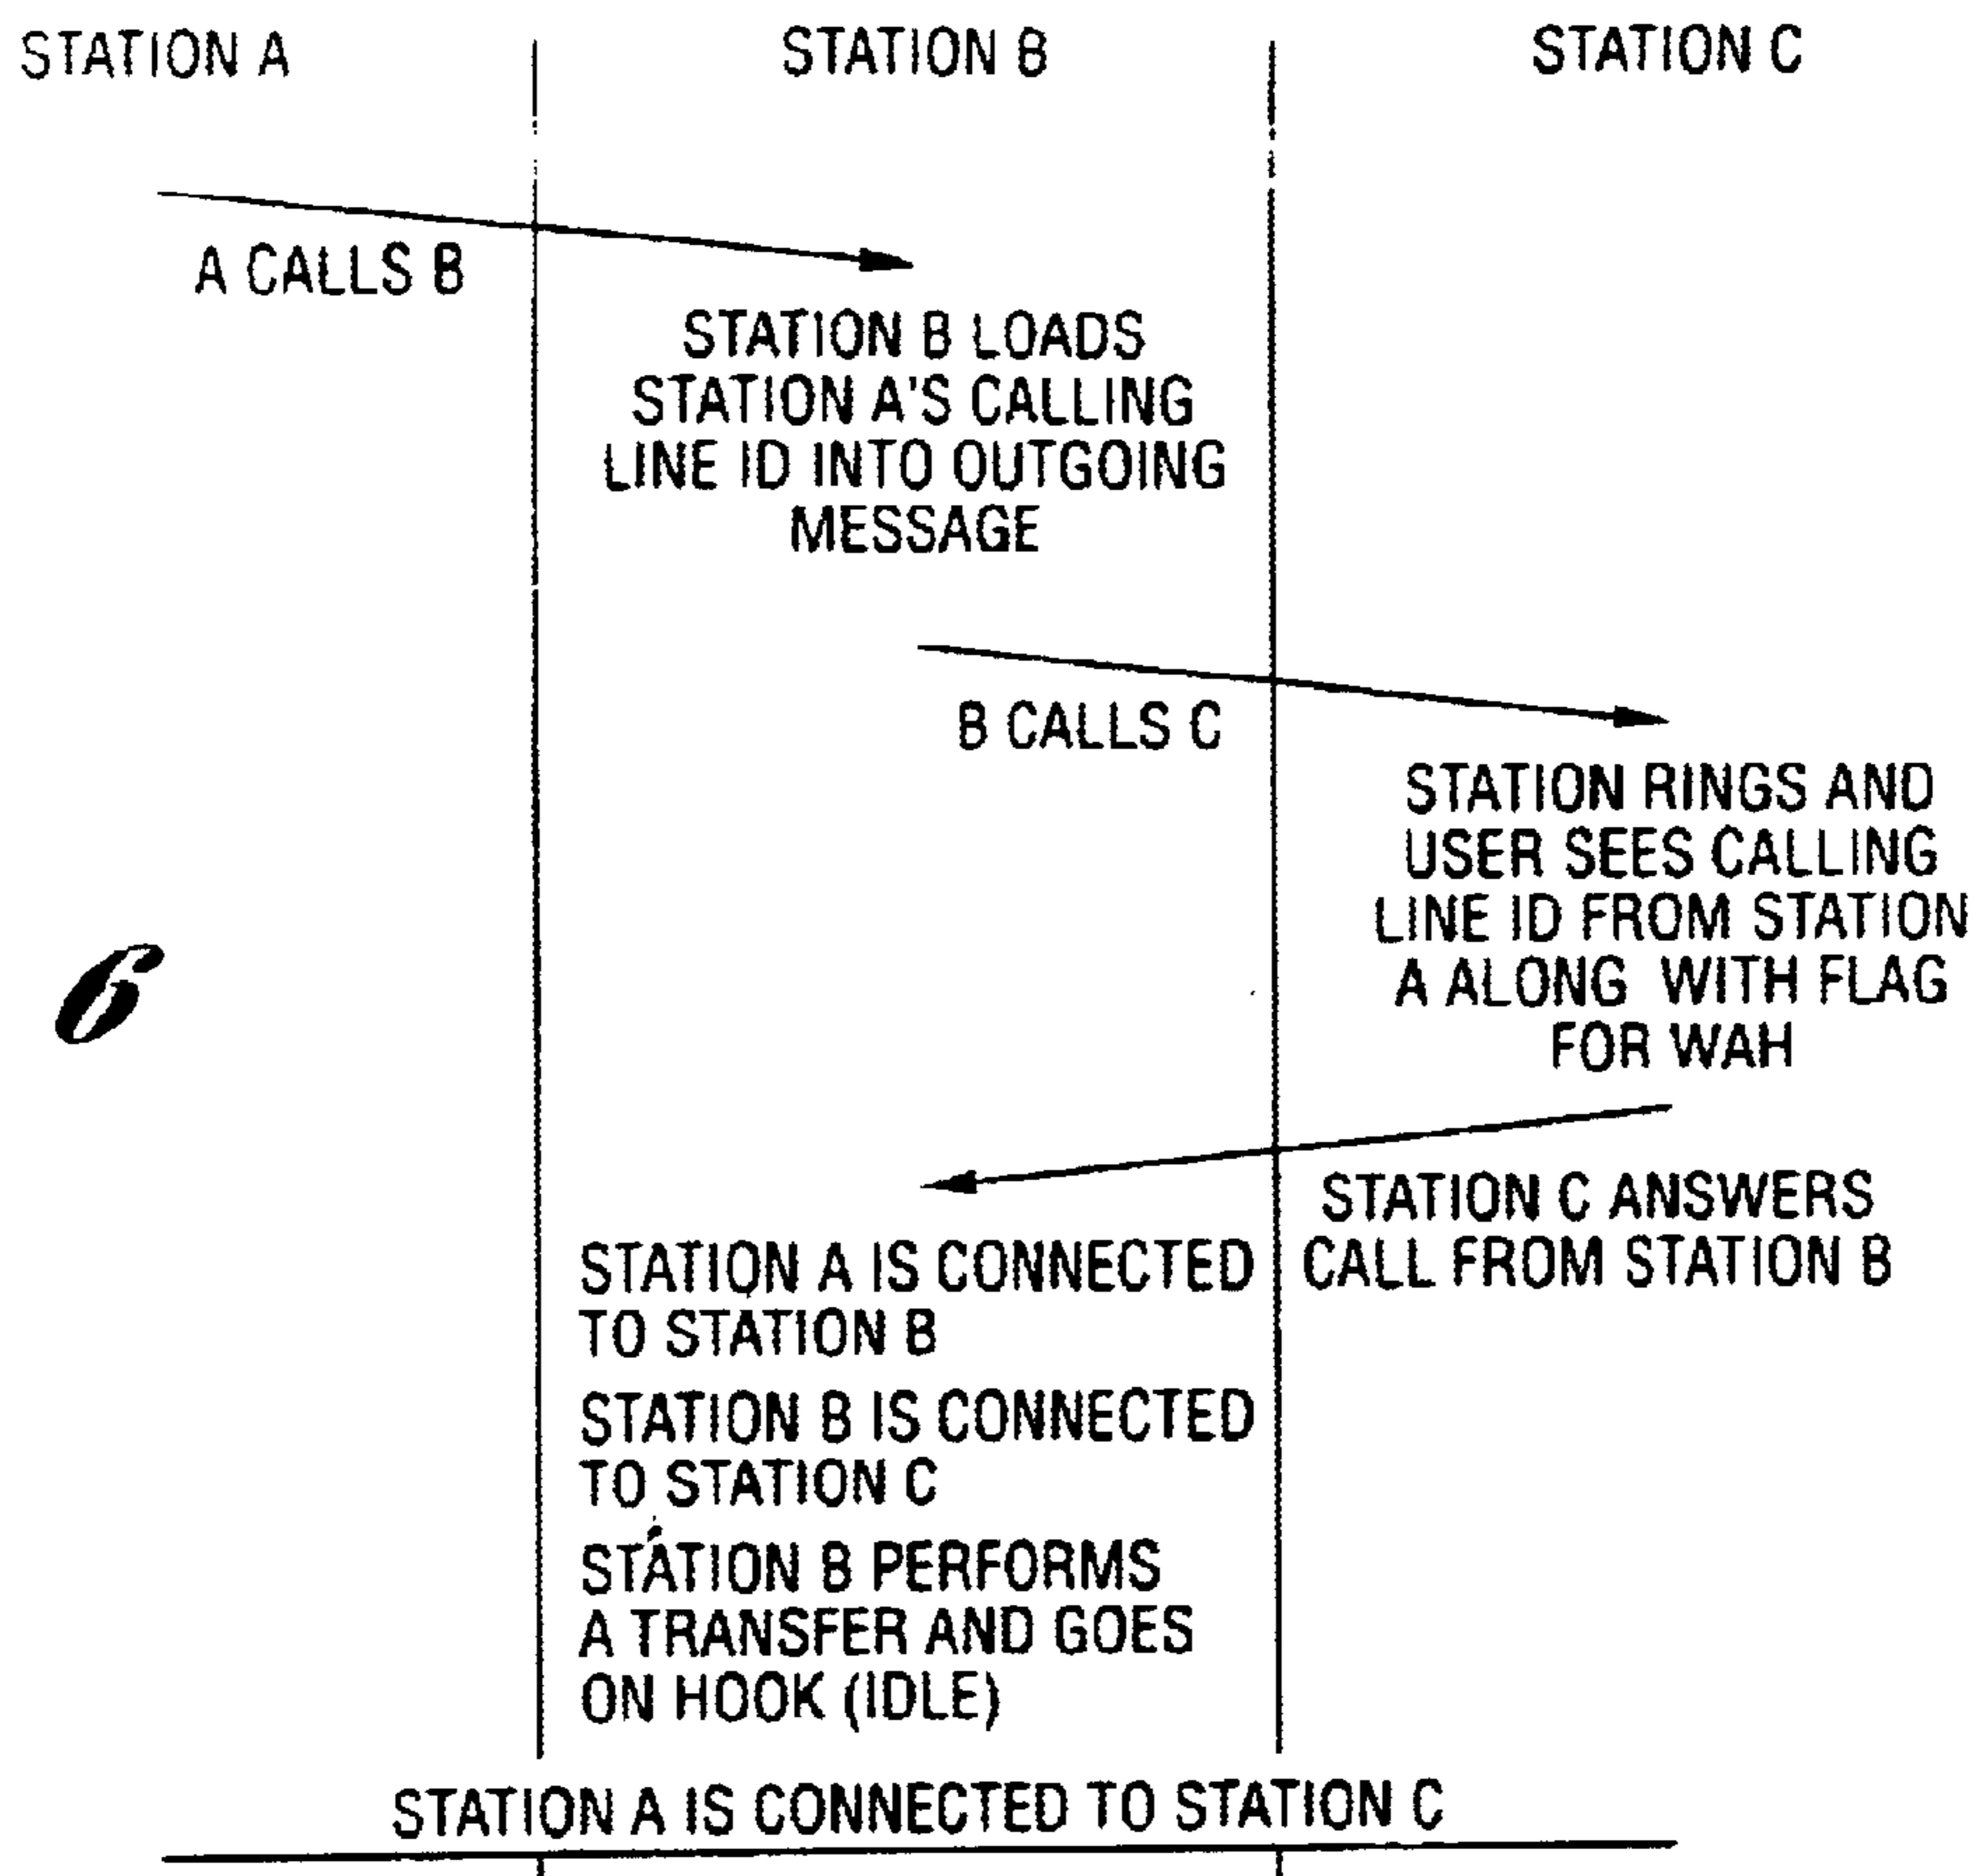 STATION A
STATION B
STATION C
A CALLS B
STATION B LOADS
STATION A'S CALLING
LINE ID INTO OUTGOING
MESSAGE
B CALLS C
STATION RINGS AND
USER SEES CALLING
LINE ID FROM STATION
A ALONG WITH FLAG
FOR WAH
6
STATION C ANSWERS
CALL FROM STATION B
STATION A IS CONNECTED
TO STATION B
STATION B IS CONNECTED
TO STATION C
STATION B PERFORMS
A TRANSFER AND GOES
ON HOOK (IDLE)
STATION A IS CONNECTED TO STATION C